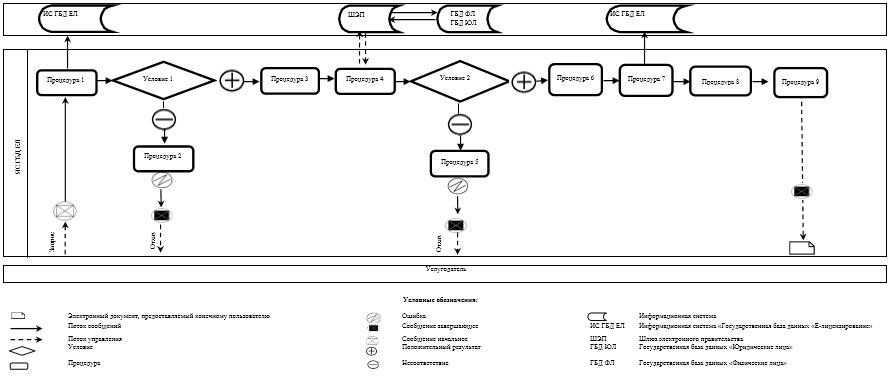 ИС ГБД ЕЛ
ШЭП
ГБД ФЛ
ГБД ЮЛ
ИС ГБД ЕЛ
ИС ГБД ЕЛ
Процедура 1
Условие 1
Процедура 3
Процедура 4
Условие 2
Процедура 6
Процедура 7
Процедура 8
Процедура 9
Процедура 2
Процедура 5
Запрос
Отказ
Отказ
Услугодатель
Условные обозначения:
Электронный документ, предоставляемый конечному пользователю
Ошибка
Информационная система
Поток сообщений
Сообщение завершающее
ИС ГБД ЕЛ
Информационная система «Государственная база данных «Е-лицензирование»
Поток управления
Сообщение начальное
ШЭП
Шлюз электронного правительства
Условие
Положительный результат
ГБД ЮЛ
Государственная база данных «Юридические лица»
Процедура
Несоответствие
ГБД ФЛ
Государственная база данных «Физические лица»